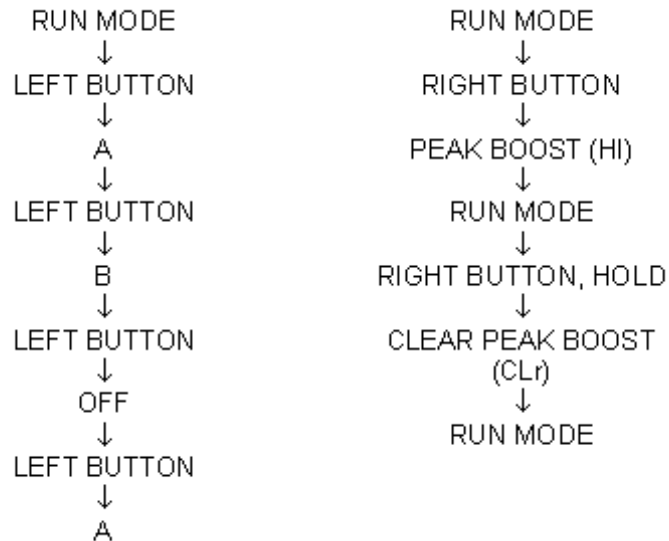 RUN MODE
↓
LEFT BUTTON
↓
A
↓
LEFT BUTTON
↓
B
↓
LEFT BUTTON
↓
OFF
↓
LEFT BUTTON
↓
A
RUN MODE
↓
RIGHT BUTTON
↓
PEAK BOOST (HI)
↓
RUN MODE
↓
RIGHT BUTTON, HOLD
↓
CLEAR PEAK BOOST
(CLr)
↓
RUN MODE